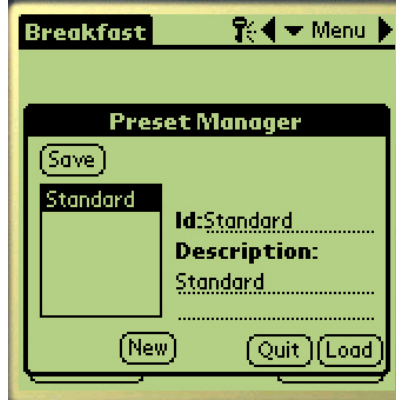 Breakfast Menu
Preset Manager
Save
Standard
Id:Standard
Description:
Standard
New Quit Load